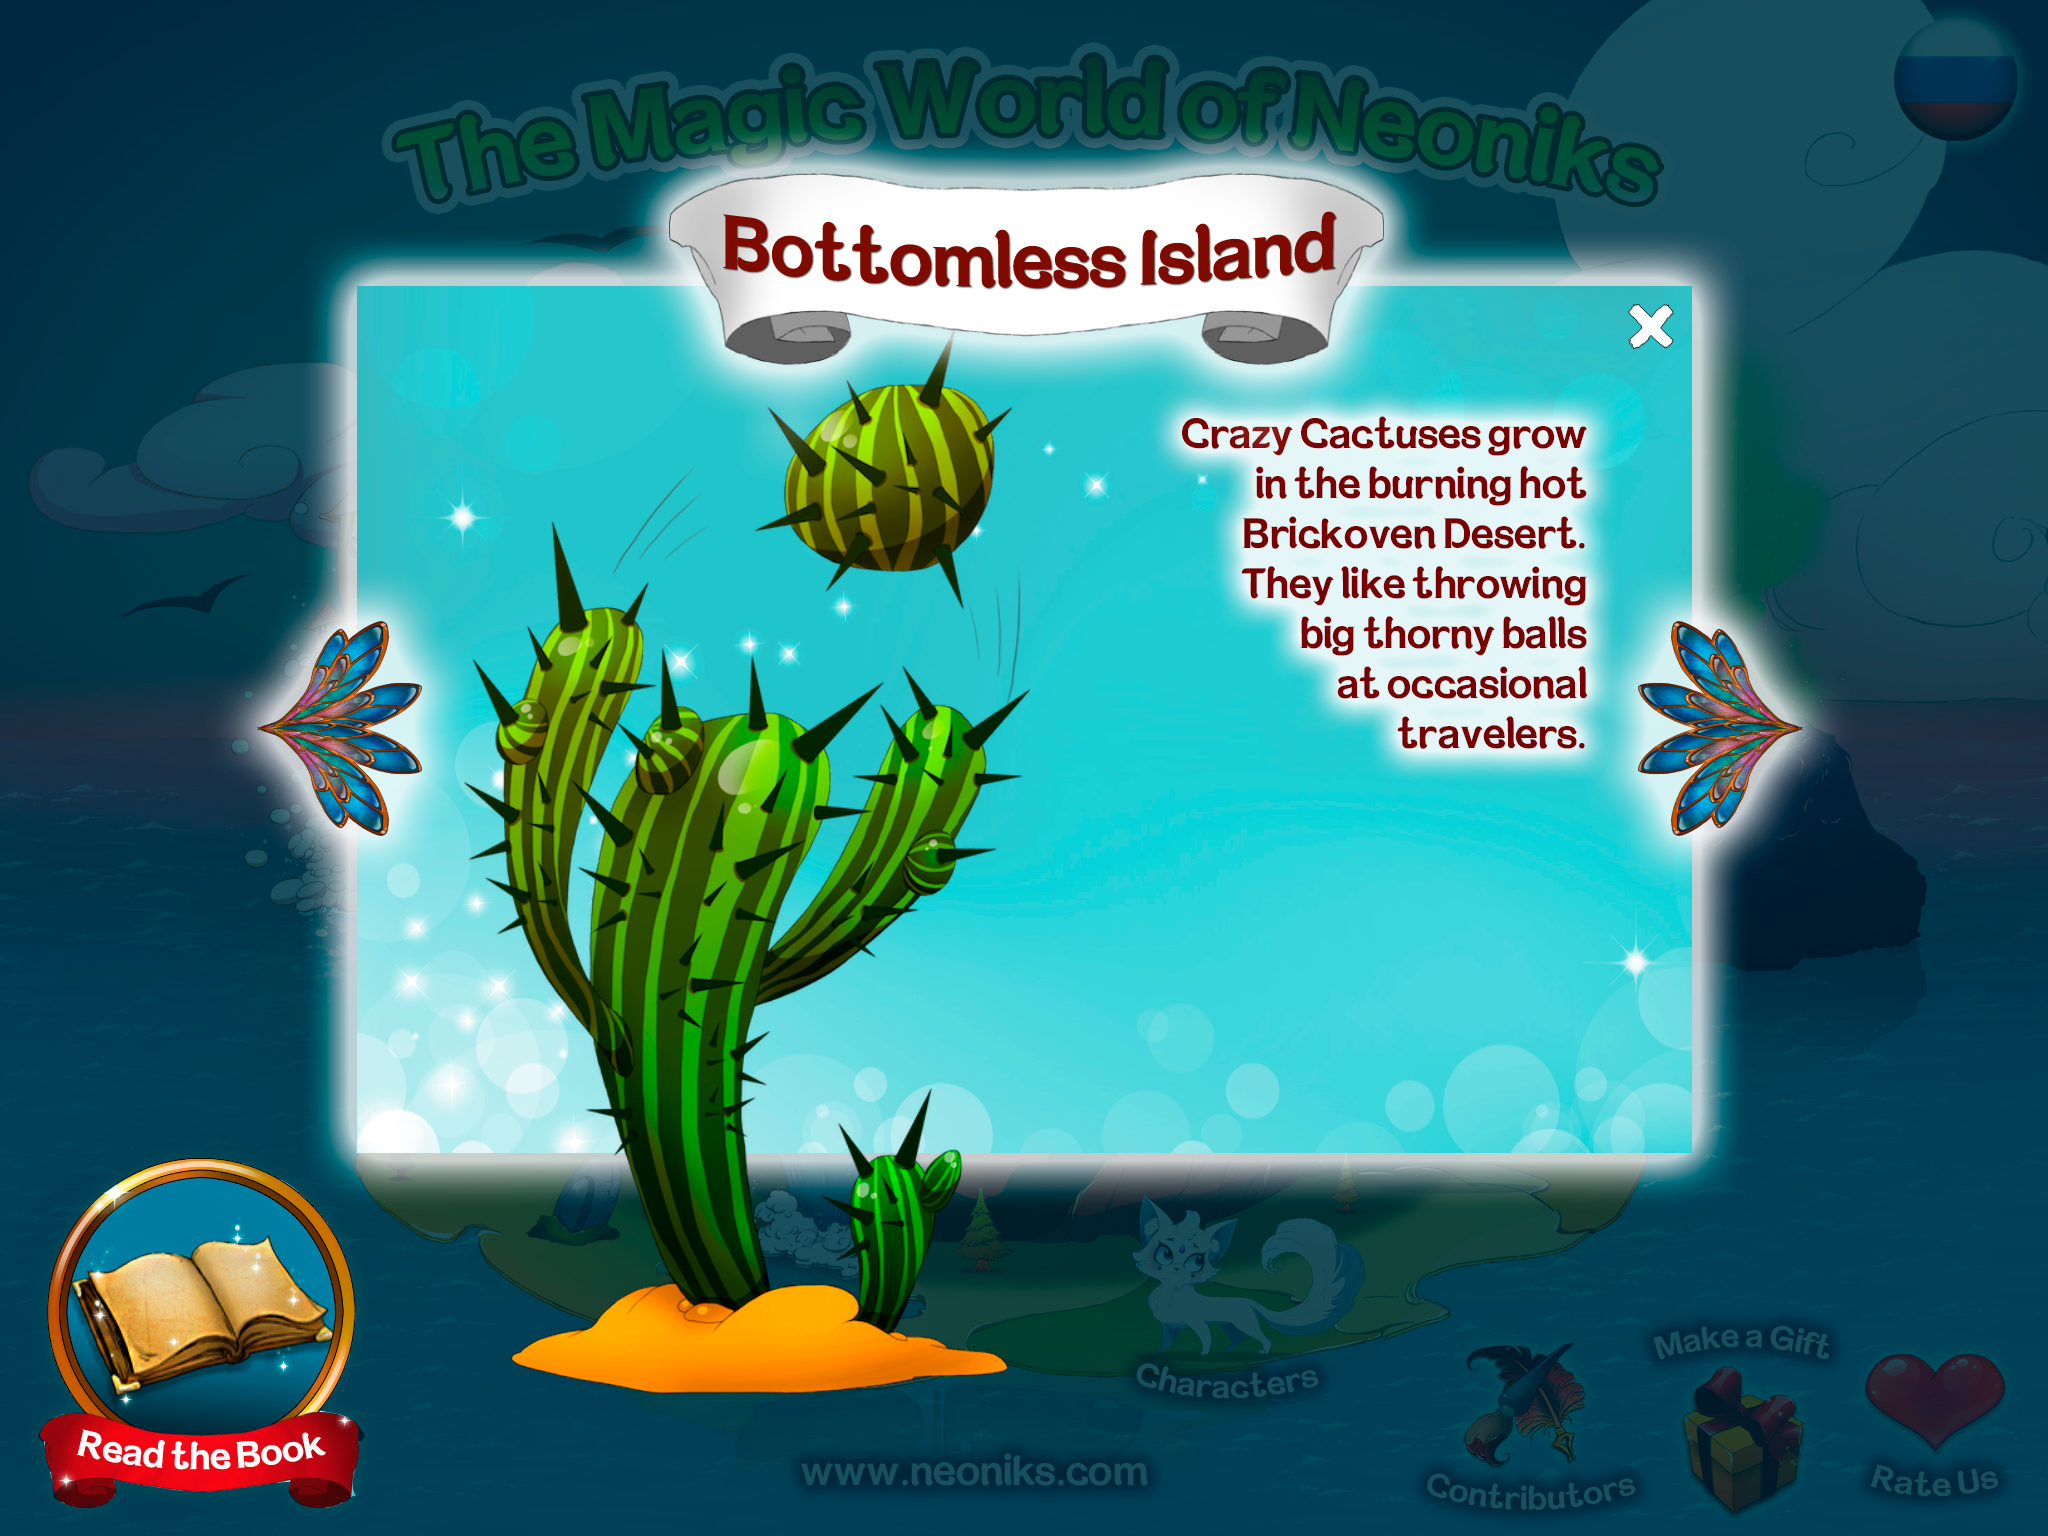 The Magic World of Neoniks
Bottomless Island
Crazy Cactuses grow
in the burning hot
Brickoven Desert.
They like throwing
big thorny balls
at occasional
travelers.
Read the Book
www.neoniks.com
Characters
Contributors
Make a Gift
Rate Us